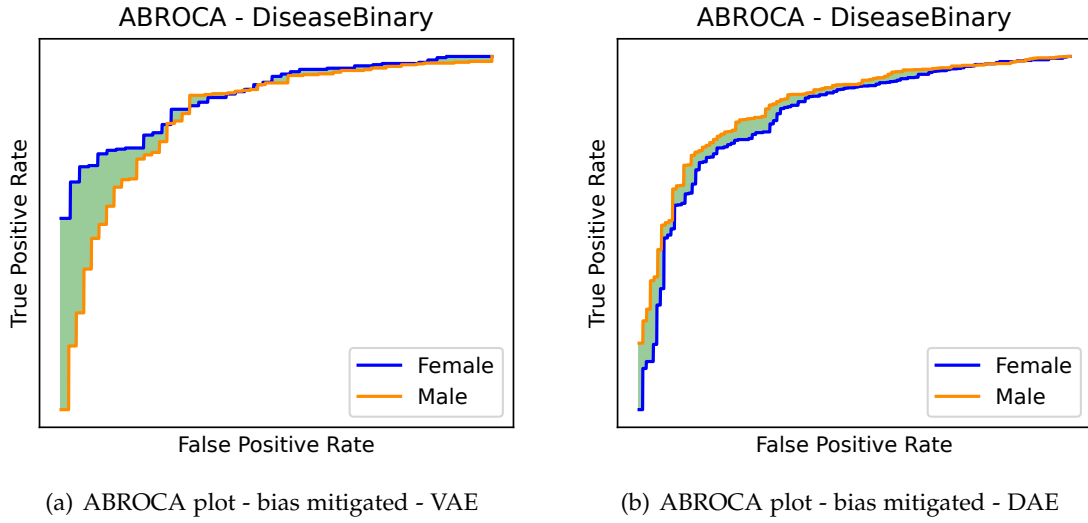 ABROCA - DiseaseBinary
True Positive Rate
Female
Male
False Positive Rate
(a) ABROCA plot - bias mitigated - VAE
ABROCA - DiseaseBinary
True Positive Rate
Female
Male
False Positive Rate
(b) ABROCA plot - bias mitigated - DAE